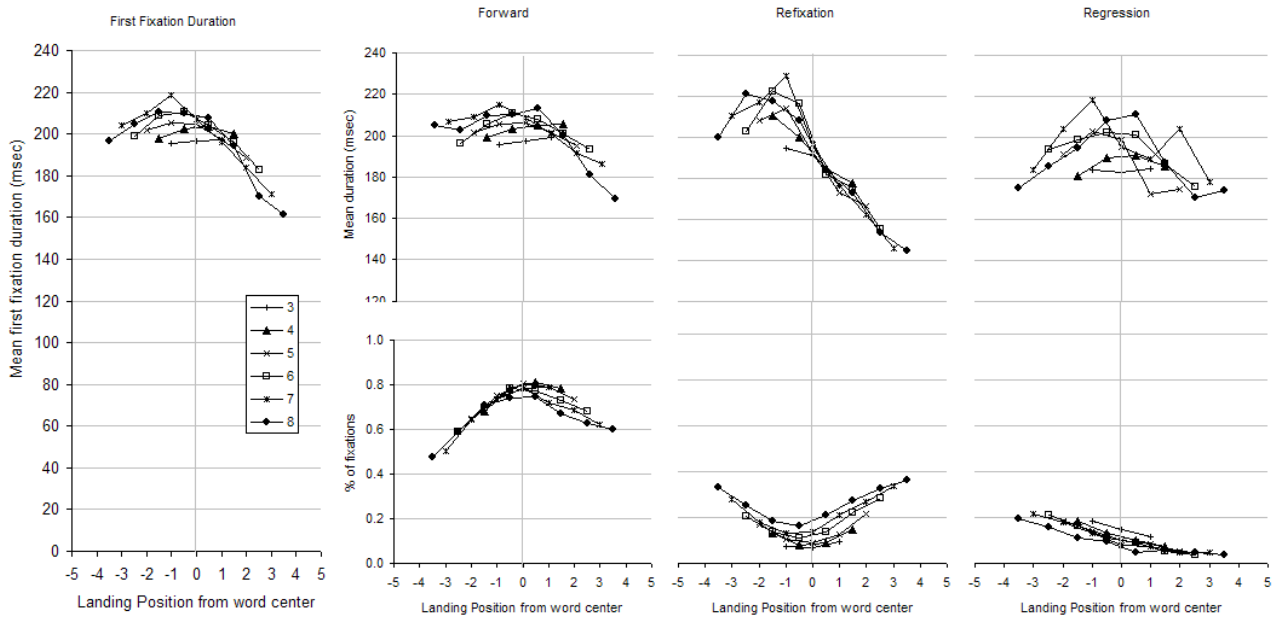 First Fixation Duration
Forward
Refixation
Regression
Mean first fixation duration (msec)
240
220
200
180
160
140
120
100
80
60
40
20
0
3
4
5
6
7
8
-5 -4 -3 -2 -1 0 1 2 3 4 5
Landing Position from word center
Mean duration (msec)
240
220
200
180
160
140
120
% of fixations
1.0
0.8
0.6
0.4
0.2
0.0
-5 -4 -3 -2 -1 0 1 2 3 4 5
Landing Position from word center
-5 -4 -3 -2 -1 0 1 2 3 4 5
Landing Position from word center
-5 -4 -3 -2 -1 0 1 2 3 4 5
Landing Position from word center